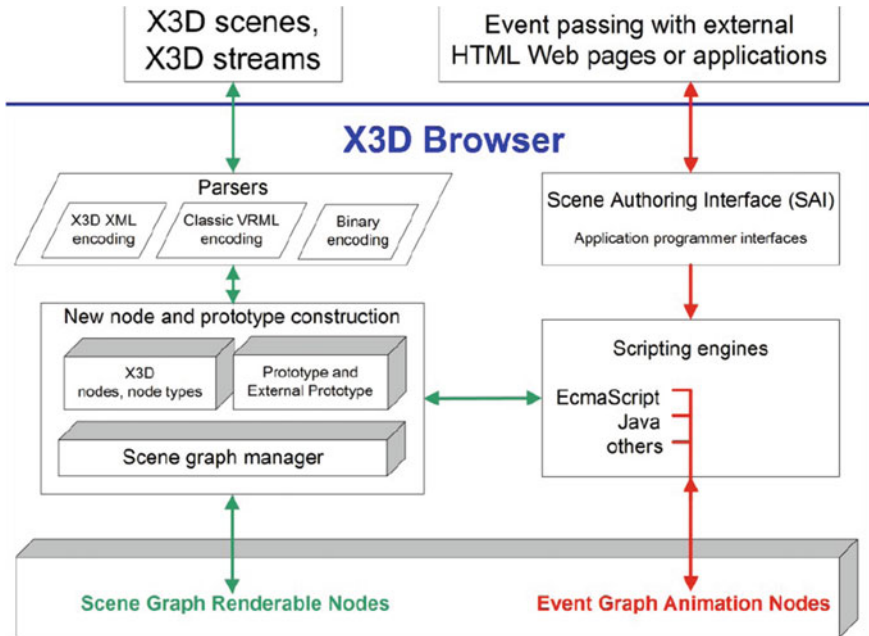 X3D scenes,
X3D streams
Event passing with external
HTML Web pages or applications
X3D Browser
Parsers
X3D XML
encoding
Classic VRML
encoding
Binary
encoding
Scene Authoring Interface (SAI)
Application programmer interfaces
New node and prototype construction
X3D
nodes, node types
Prototype and
External Prototype
Scene graph manager
Scripting engines
EcmaScript
Java
others
Scene Graph Renderable Nodes
Event Graph Animation Nodes